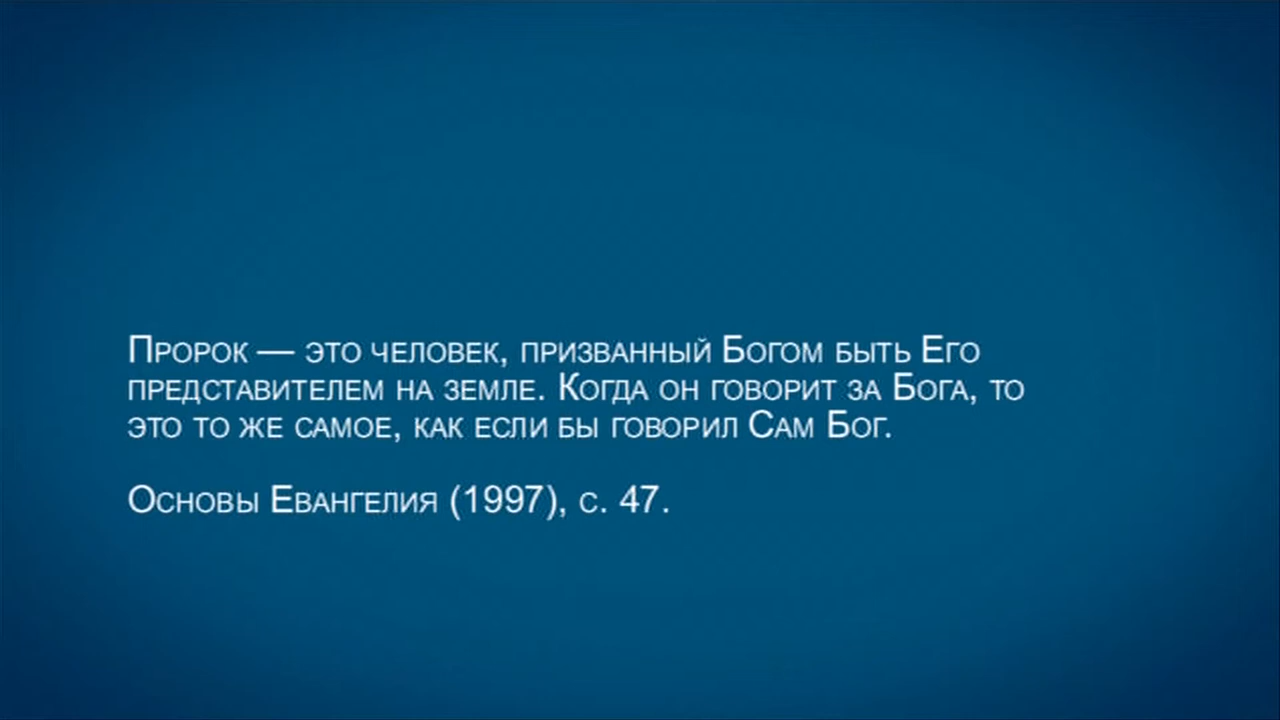 Пророк — это человек, призванный Богом быть Его
представителем на земле. Когда он говорит за Бога, то
это то же самое, как если бы говорил Сам Бог.
Основы Евангелия (1997), с. 47.